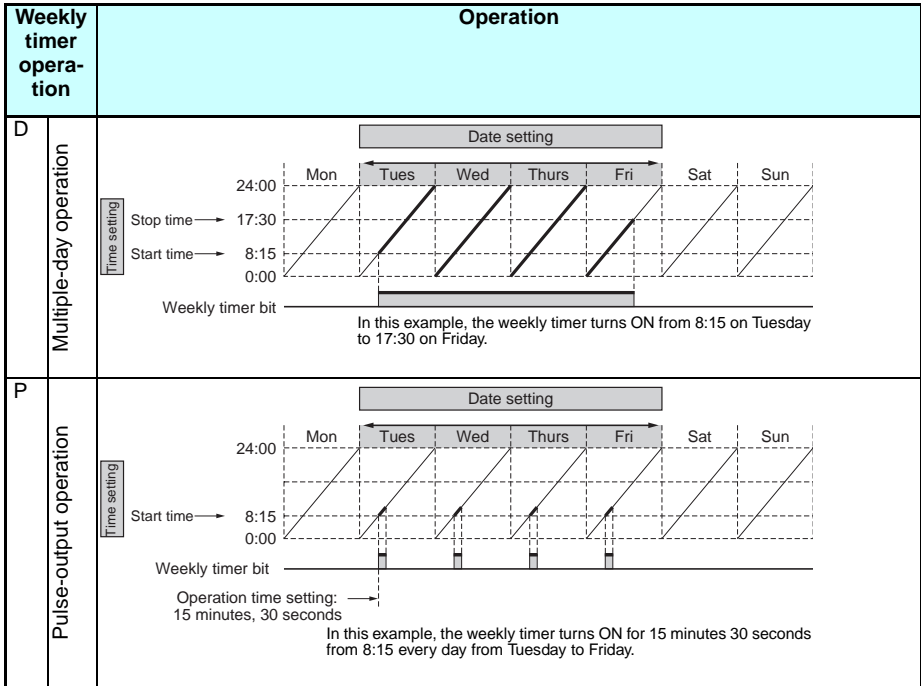 Weekly
timer
opera-
tion
Operation
D
Multiple-day operation
Date setting
Mon Tues Wed Thurs Fri Sat Sun
24:00
Time setting
Stop time 17:30
Start time 8:15
0:00
Weekly timer bit
In this example, the weekly timer turns ON from 8:15 on Tuesday
to 17:30 on Friday.
P
Pulse-output operation
Date setting
Mon Tues Wed Thurs Fri Sat Sun
24:00
Time setting
Start time 8:15
0:00
Weekly timer bit
Operation time setting:
15 minutes, 30 seconds
In this example, the weekly timer turns ON for 15 minutes 30 seconds
from 8:15 every day from Tuesday to Friday.